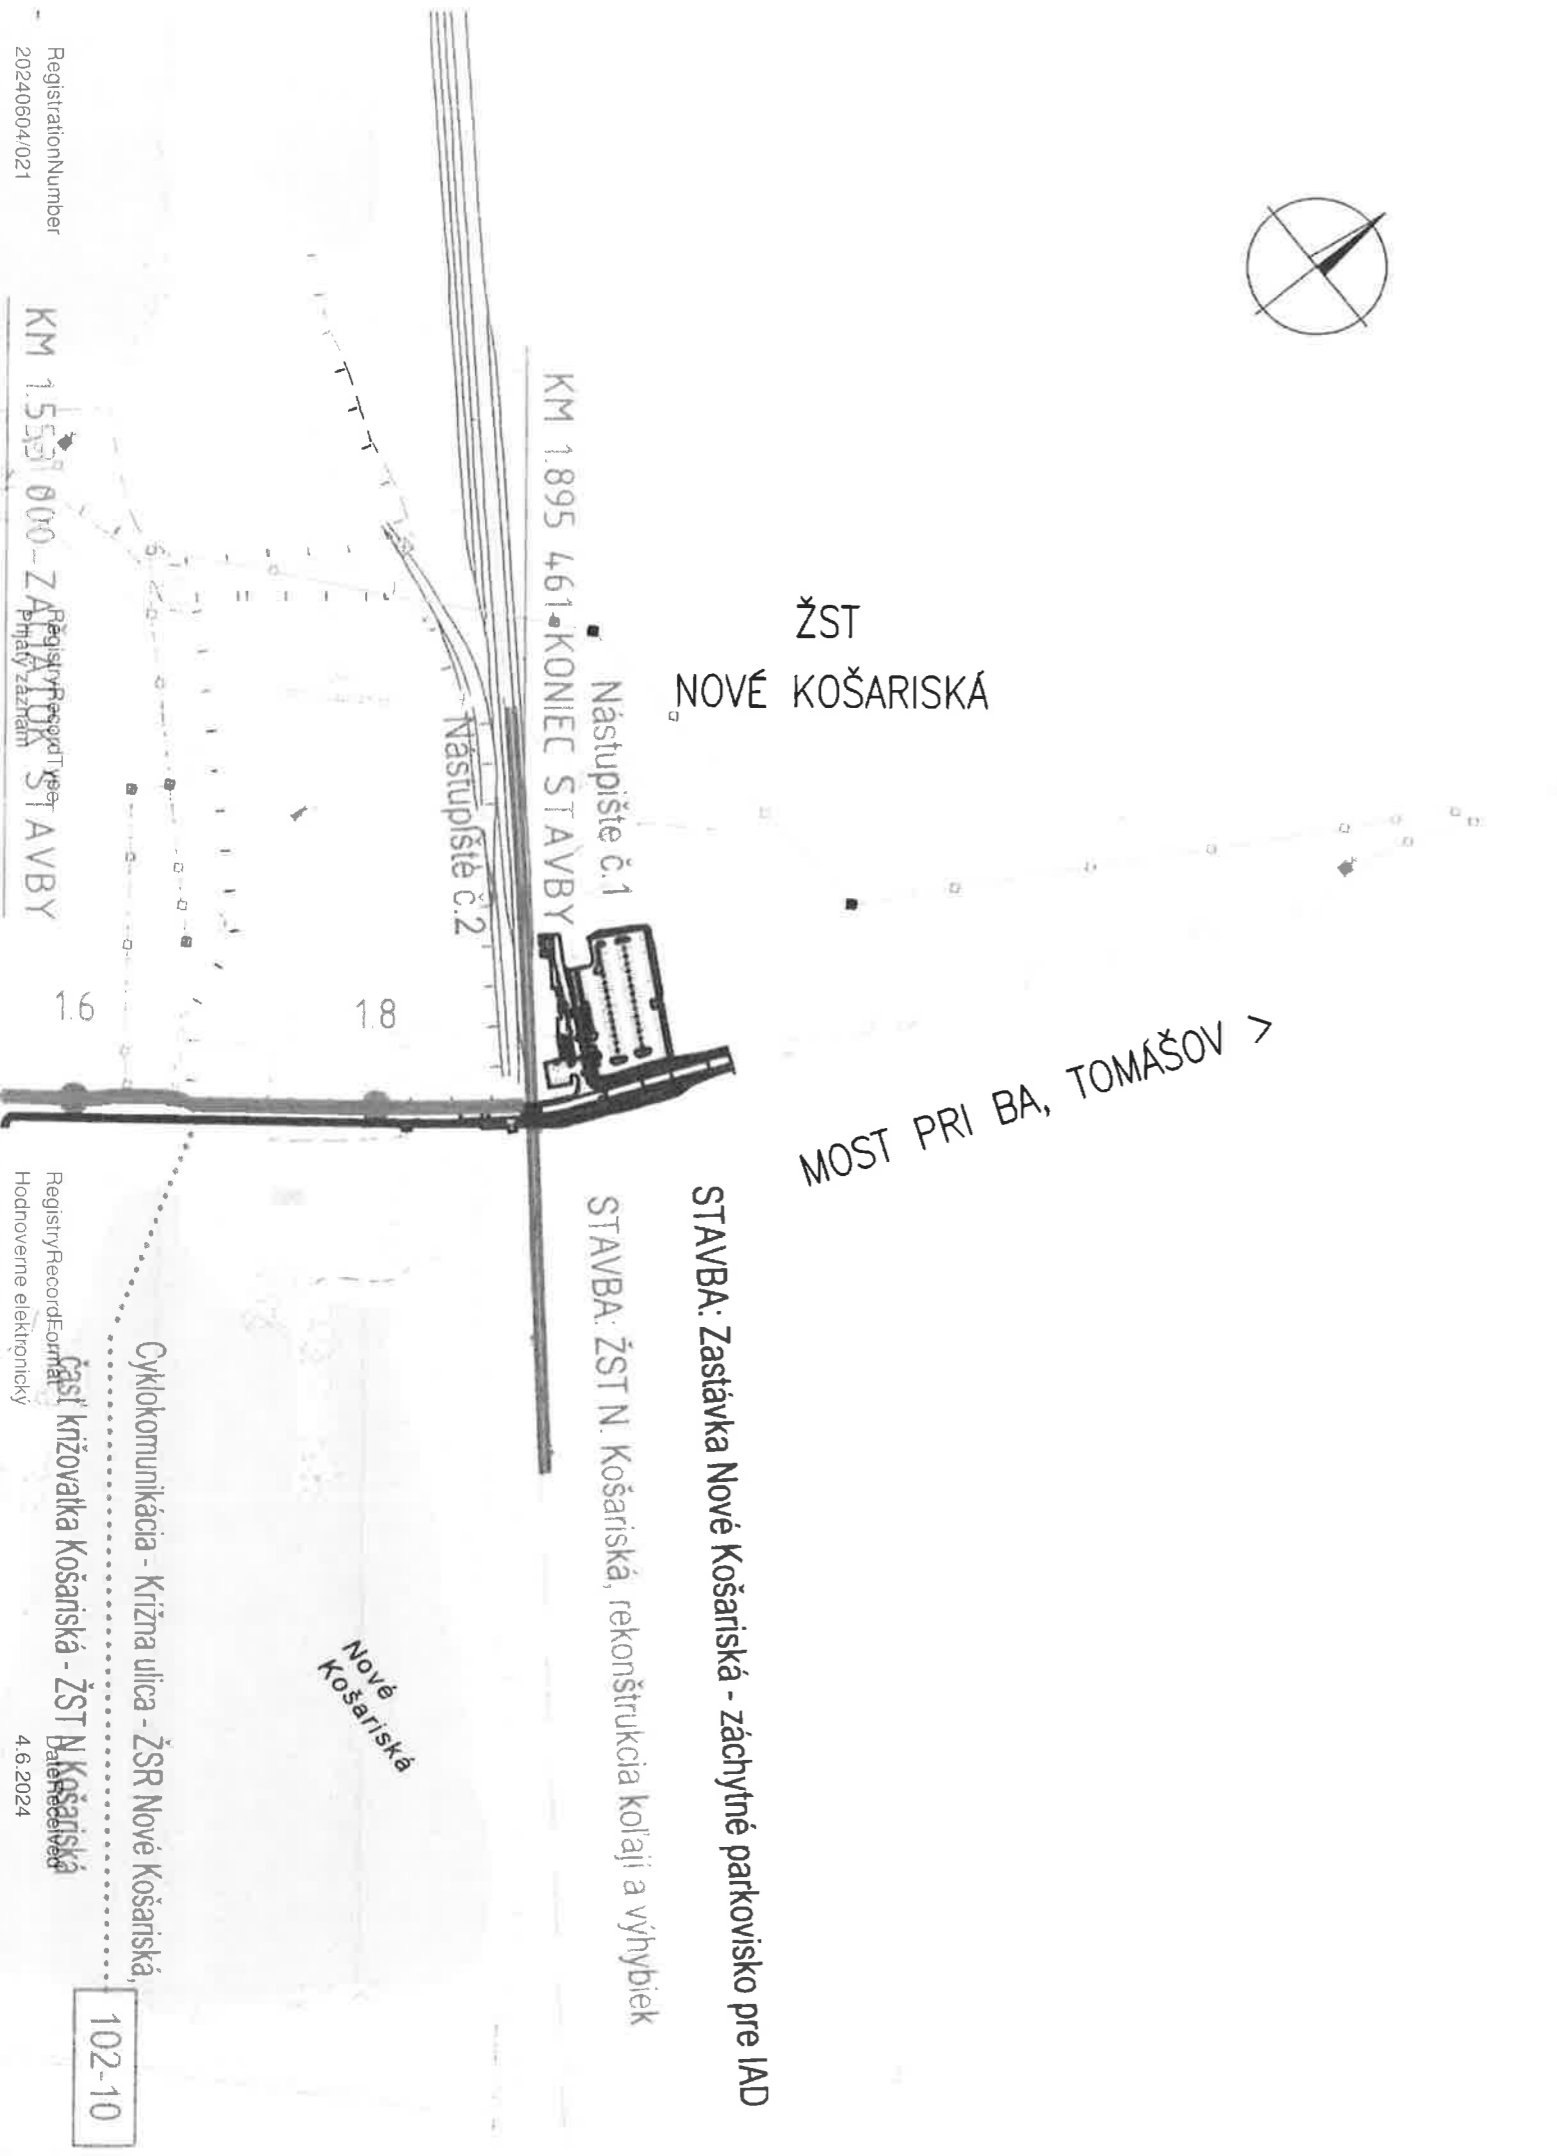 RegistrationNumber
20240604/021
RegistryRecordType
Prijatý záznam
RegistryRecordFormat
Hodnoverne elektronický
DateReceived
4.6.2024
KM 1.553 000-ZAČIATOK STAVBY
KM 1.895 461-KONIEC STAVBY
Nástupište č.1
Nástupište č.2
ŽST
NOVÉ KOŠARISKÁ
MOST PRI BA, TOMÁŠOV >
1.6
1.8
STAVBA: Zastávka Nové Košariská - záchytné parkovisko pre IAD
STAVBA: ŽST N. Košariská, rekonštrukcia koľají a výhybiek
Nové
Košariská
Cyklokomunikácia - Krížna ulica - ŽSR Nové Košariská,
časť križovatka Košariská - ŽST N.Košariská
102-10